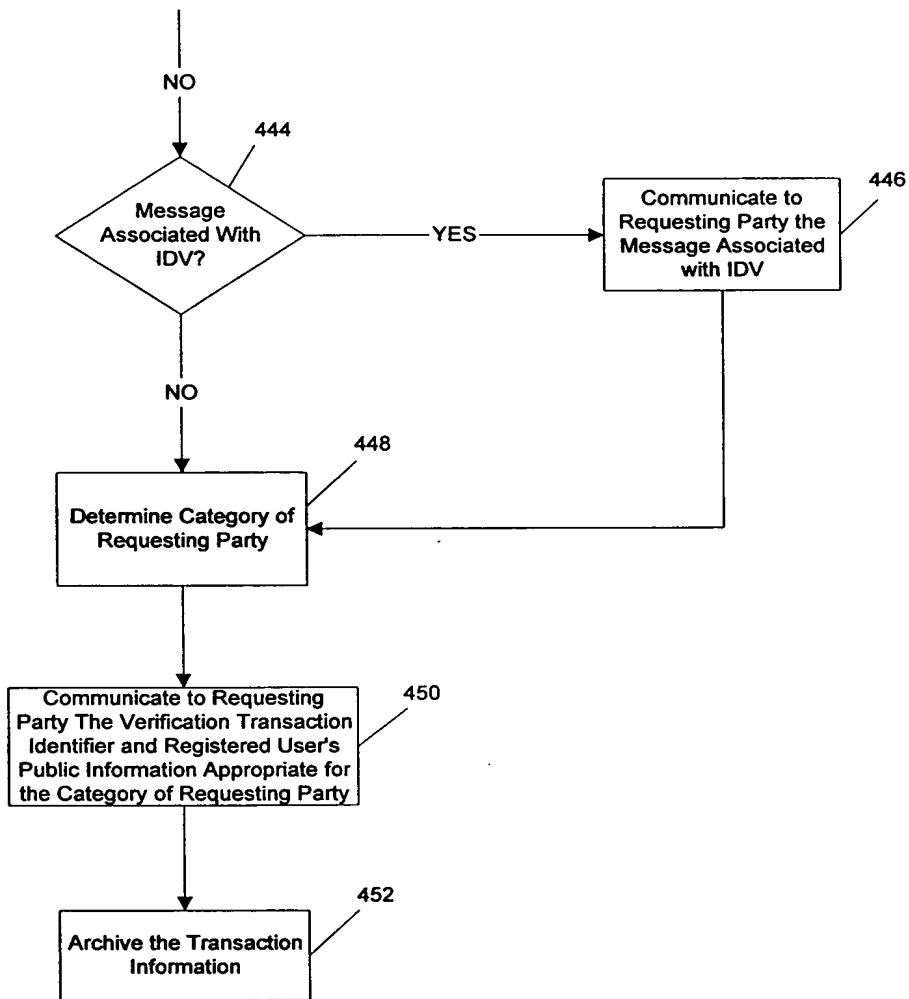 NO
444
Message
Associated With
IDV?
YES
446
Communicate to
Requesting Party the
Message Associated
with IDV
NO
448
Determine Category of
Requesting Party
450
Communicate to Requesting
Party The Verification Transaction
Identifier and Registered User's
Public Information Appropriate for
the Category of Requesting Party
452
Archive the Transaction
Information